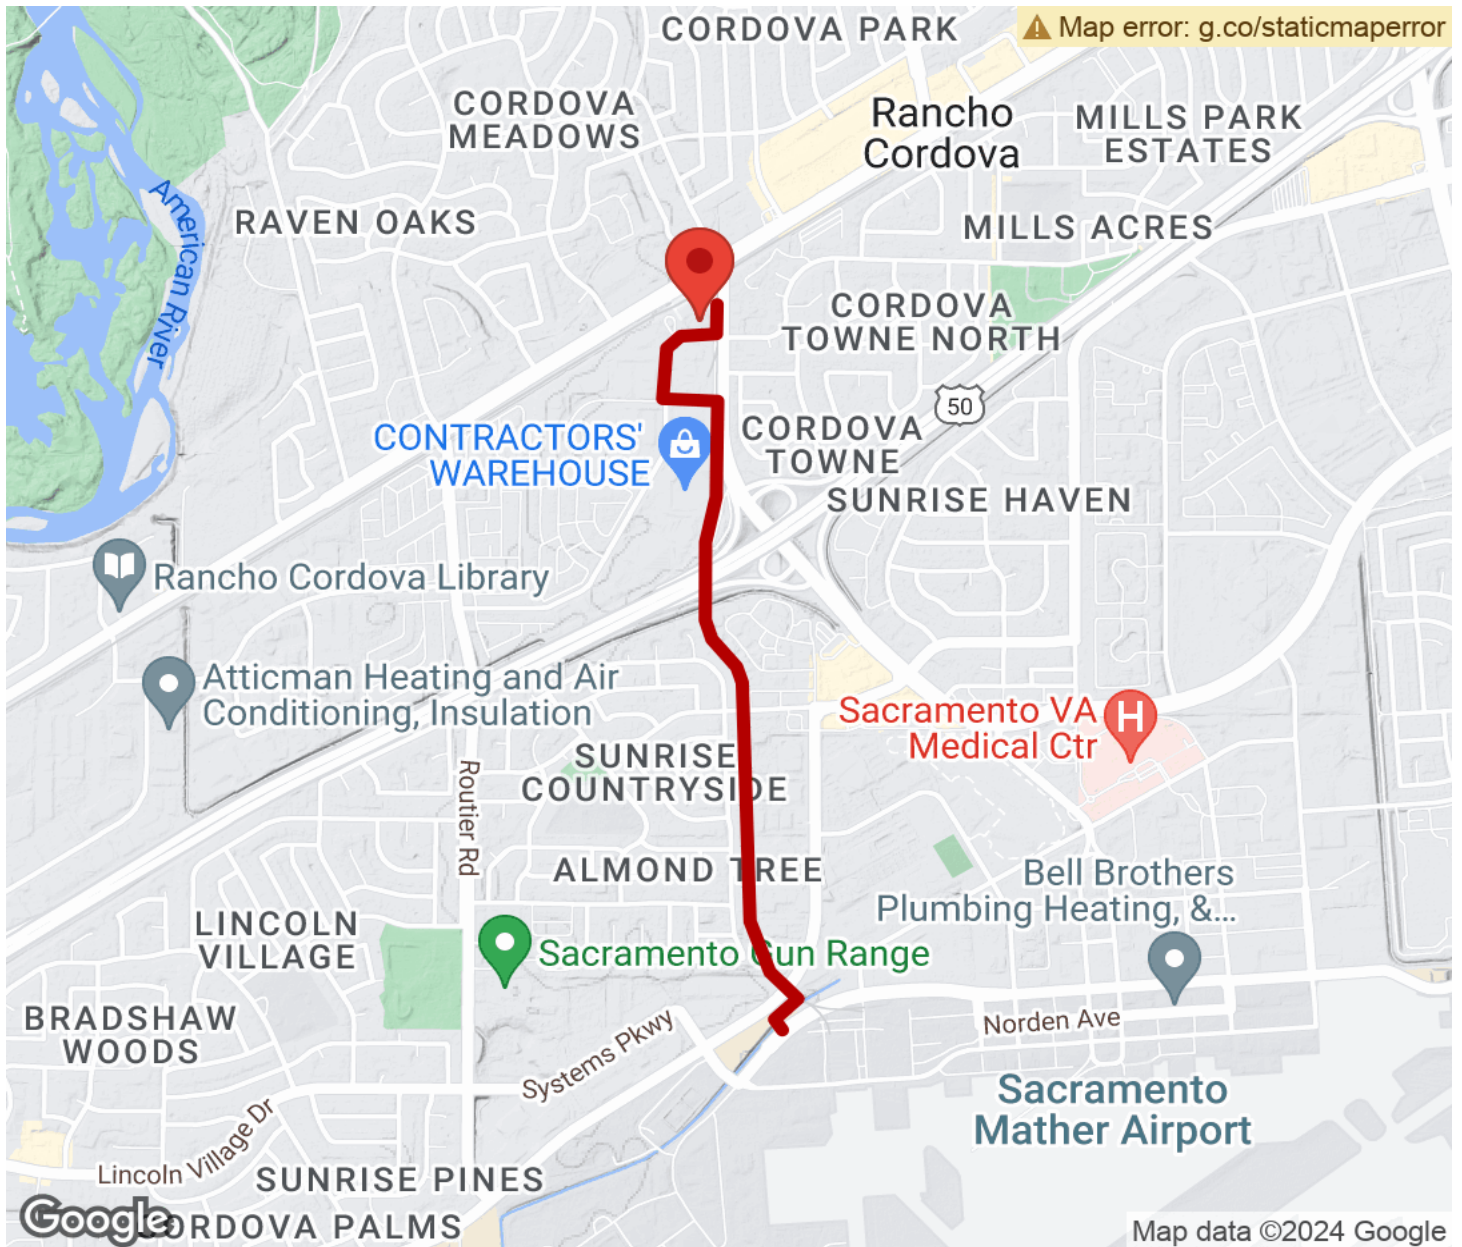 CORDOVA PARK
Map error: g.co/staticmaperror
CORDOVA
MEADOWS
Rancho
Cordova
MILLS PARK
ESTATES
American River
RAVEN OAKS
MILLS ACRES
CORDOVA
TOWNE NORTH
50
CONTRACTORS'
WAREHOUSE
CORDOVA
TOWNE
SUNRISE HAVEN
Rancho Cordova Library
Atticman Heating and Air
Conditioning, Insulation
Sacramento VA
Medical Ctr
H
SUNRISE
COUNTRYSIDE
Routier Rd
ALMOND TREE
Bell Brothers
Plumbing Heating, &...
LINCOLN
VILLAGE
Sacramento Gun Range
BRADSHAW
WOODS
Systems Pkwy
Norden Ave
Sacramento
Mather Airport
Lincoln Village Dr
SUNRISE PINES
Google
CORDOVA PALMS
Map data ©2024 Google